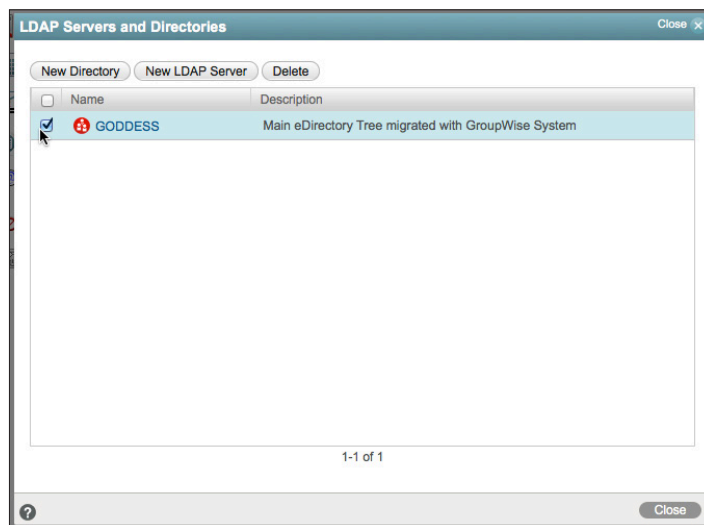 LDAP Servers and Directories
Close
New Directory New LDAP Server Delete
Name Description
GODDESS Main eDirectory Tree migrated with GroupWise System
1-1 of 1
?
Close